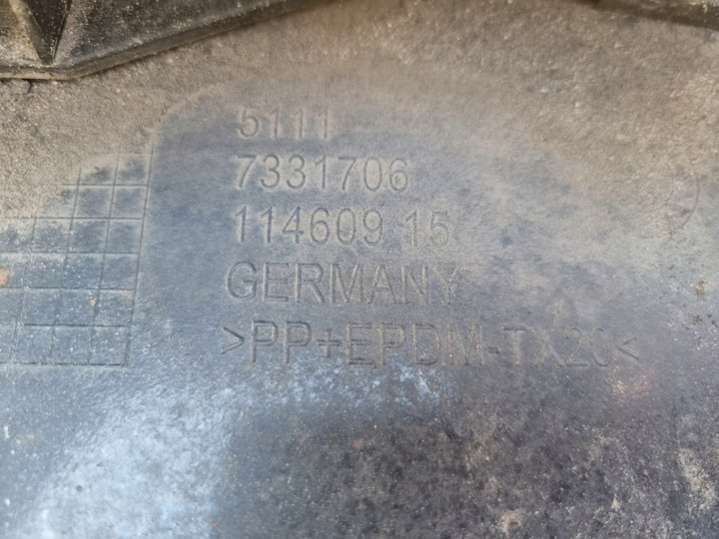 5111
7331706
114609 15
GERMANY
>PP+EPDM-TX20<